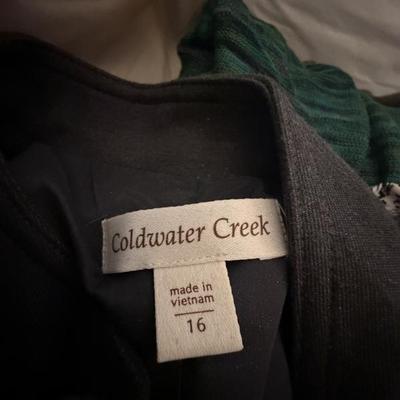 Coldwater Creek
made in
vietnam
16